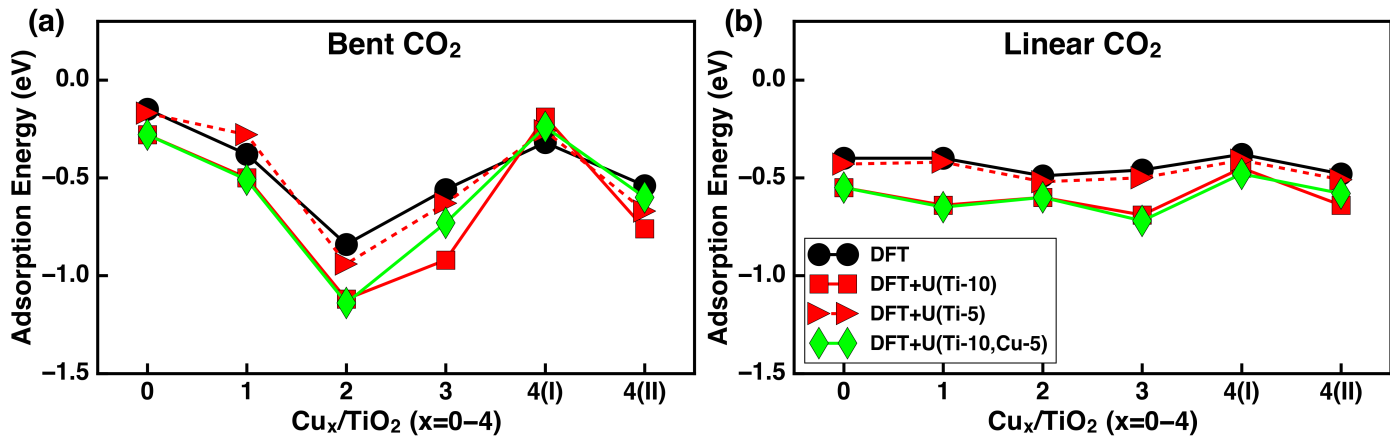 (a)
Bent CO₂
Adsorption Energy (eV)
0.0
−0.5
−1.0
−1.5
0 1 2 3 4(I) 4(II)
Cuₓ/TiO₂ (x=0−4)
(b)
Linear CO₂
Adsorption Energy (eV)
0.0
−0.5
−1.0
−1.5
DFT
DFT+U(Ti-10)
DFT+U(Ti-5)
DFT+U(Ti-10,Cu-5)
0 1 2 3 4(I) 4(II)
Cuₓ/TiO₂ (x=0−4)